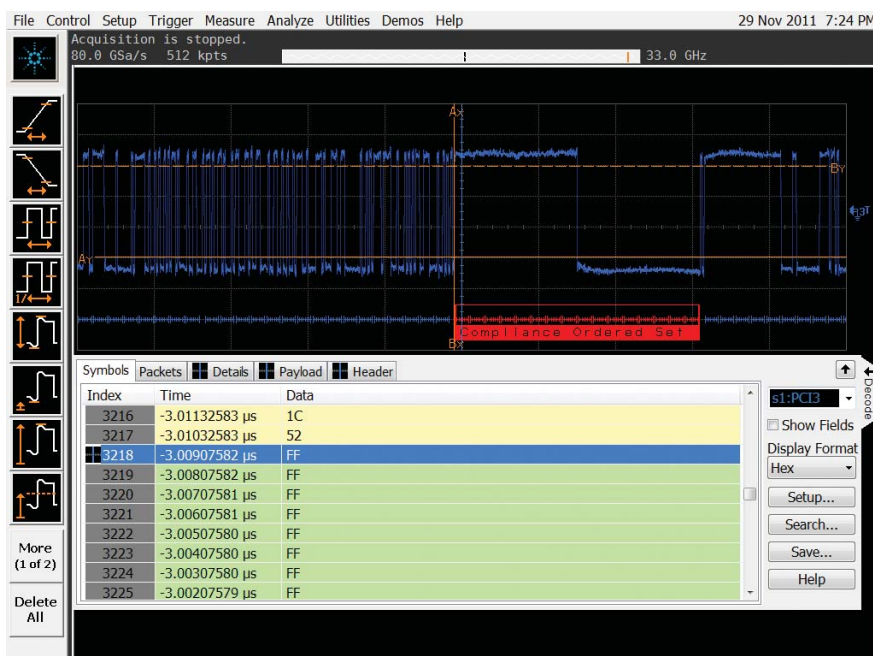 File Control Setup Trigger Measure Analyze Utilities Demos Help 29 Nov 2011 7:24 PM
Acquisition is stopped.
80.0 GSa/s 512 kpts 33.0 GHz
Ax
By
3T
Ay
1/
Compliance Ordered Set
Bx
Symbols Packets Details Payload Header
Decode
Index Time Data
s1:PCI3
3216 -3.01132583 µs 1C
Show Fields
3217 -3.01032583 µs 52
3218 -3.00907582 µs FF
Display Format
3219 -3.00807582 µs FF
Hex
3220 -3.00707581 µs FF
Setup...
3221 -3.00607581 µs FF
3222 -3.00507580 µs FF
Search...
3223 -3.00407580 µs FF
Save...
3224 -3.00307580 µs FF
Help
3225 -3.00207579 µs FF
More
(1 of 2)
Delete
All